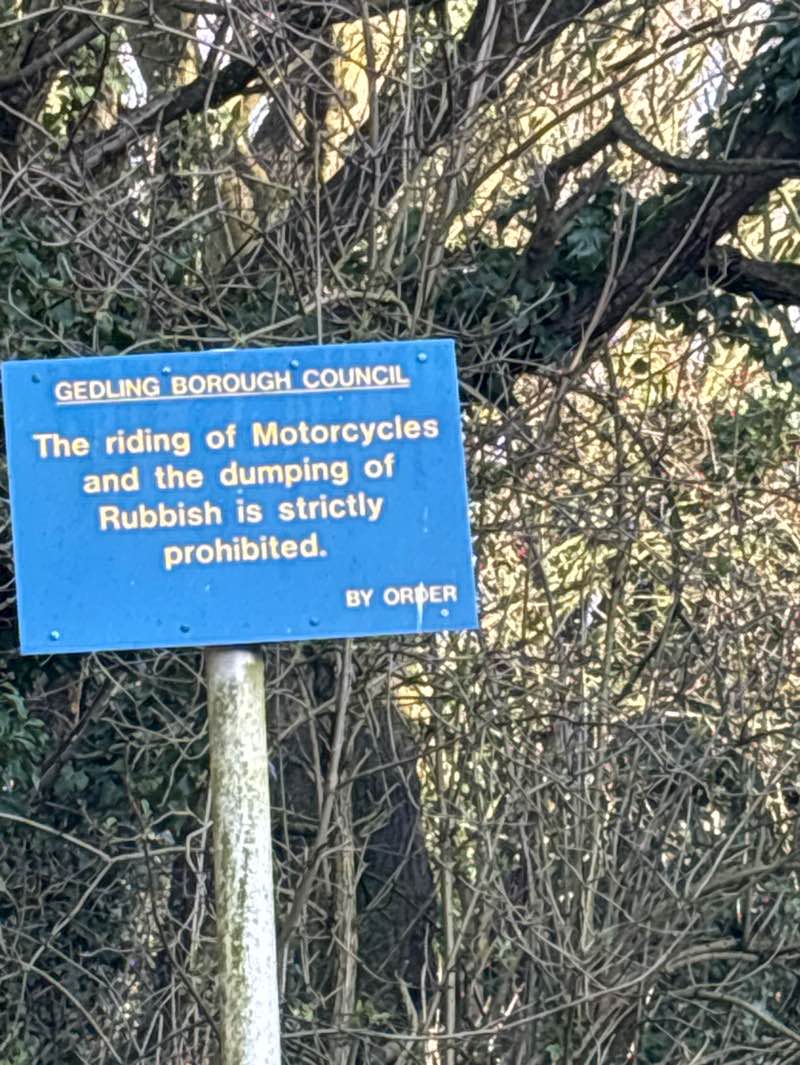 GEDLING BOROUGH COUNCIL
The riding of Motorcycles
and the dumping of
Rubbish is strictly
prohibited.
BY ORDER